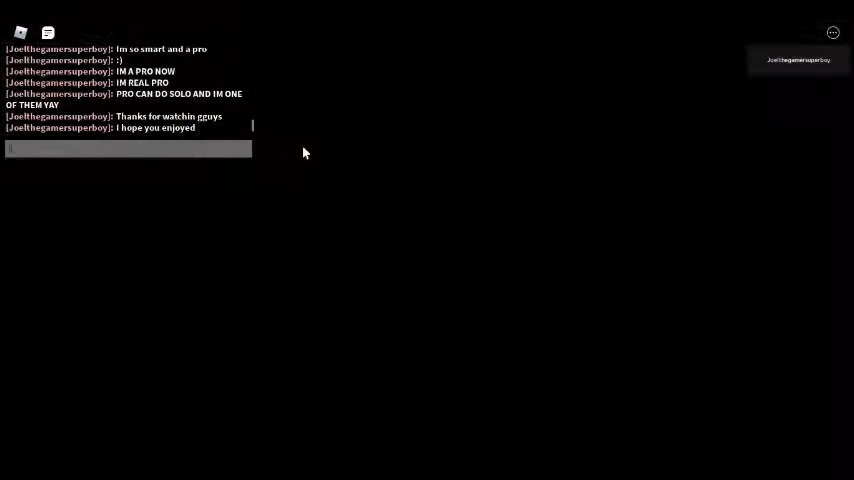 [Joelthegamersuperboy]: Im so smart and a pro
[Joelthegamersuperboy]: :)
[Joelthegamersuperboy]: IM A PRO NOW
[Joelthegamersuperboy]: IM REAL PRO
[Joelthegamersuperboy]: PRO CAN DO SOLO AND IM ONE
OF THEM YAY
[Joelthegamersuperboy]: Thanks for watchin gguys
[Joelthegamersuperboy]: I hope you enjoyed
Joelthegamersuperboy